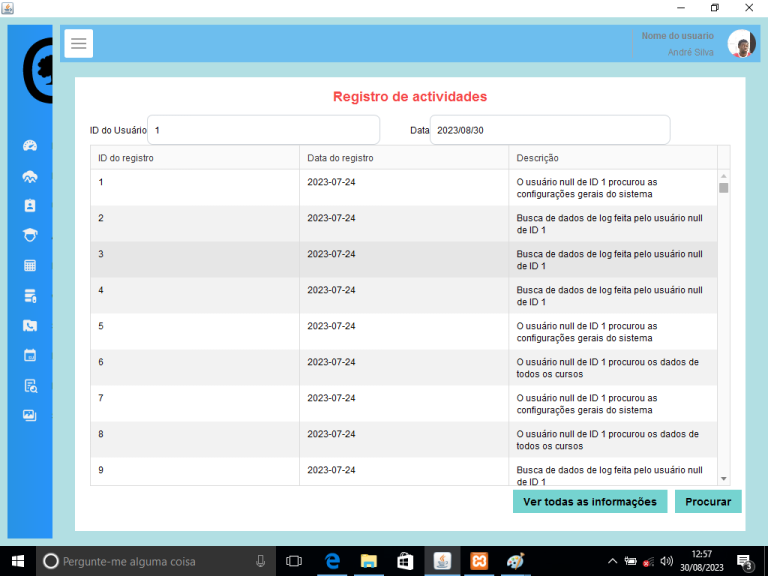 Nome do usuario
André Silva
Registro de actividades
ID do Usuário 1 Data 2023/08/30
ID do registro Data do registro Descrição
1 2023-07-24 O usuário null de ID 1 procurou as
configurações gerais do sistema
2 2023-07-24 Busca de dados de log feita pelo usuário null
de ID 1
3 2023-07-24 Busca de dados de log feita pelo usuário null
de ID 1
4 2023-07-24 Busca de dados de log feita pelo usuário null
de ID 1
5 2023-07-24 O usuário null de ID 1 procurou as
configurações gerais do sistema
6 2023-07-24 O usuário null de ID 1 procurou os dados de
todos os cursos
7 2023-07-24 O usuário null de ID 1 procurou as
configurações gerais do sistema
8 2023-07-24 O usuário null de ID 1 procurou os dados de
todos os cursos
9 2023-07-24 Busca de dados de log feita pelo usuário null
de ID 1
Ver todas as informações Procurar
Pergunte-me alguma coisa
12:57
30/08/2023
3